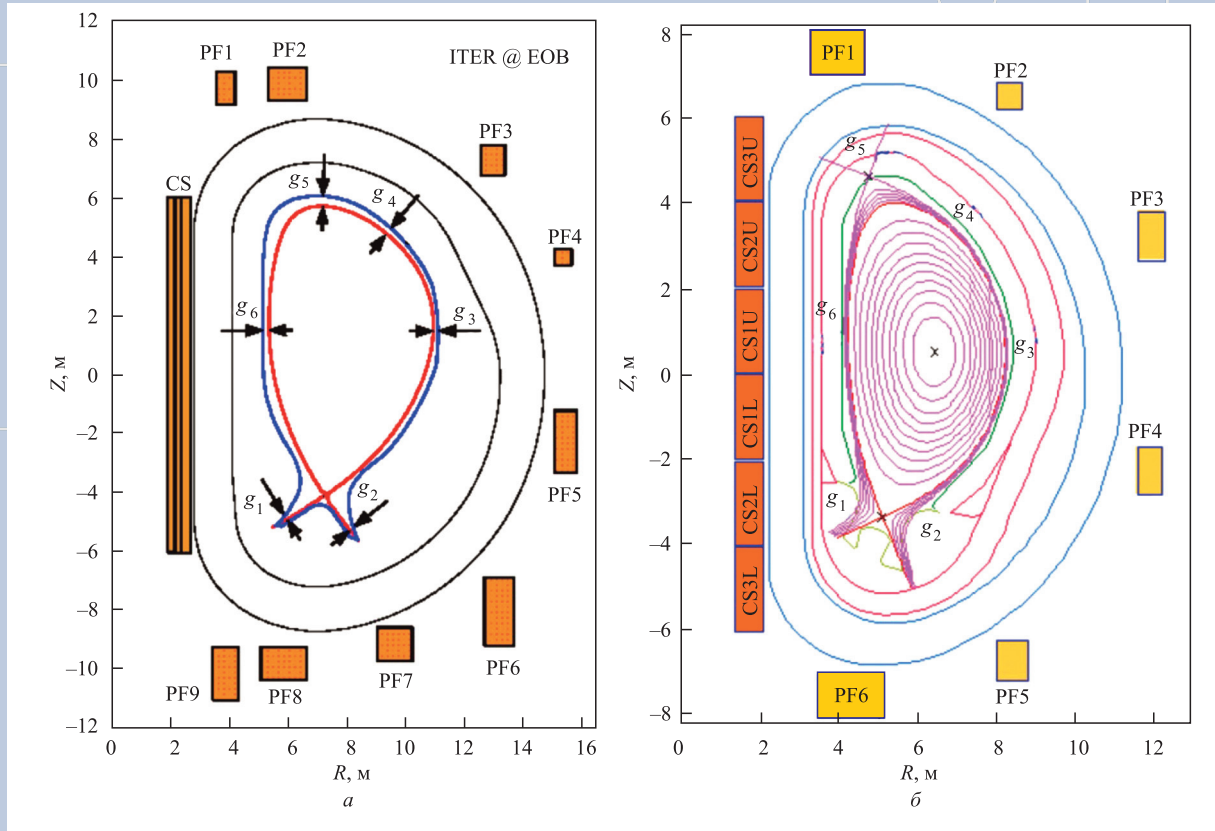 ITER @ EOB
PF1
PF2
PF3
PF4
PF5
PF6
PF7
PF8
PF9
CS
g5
g4
g6
g3
g1
g2
12
10
8
6
4
2
0
–2
–4
–6
–8
–10
–12
Z, м
0
2
4
6
8
10
12
14
16
R, м
а
PF1
PF2
PF3
PF4
PF5
PF6
CS3U
CS2U
CS1U
CS1L
CS2L
CS3L
g5
g4
g6
g3
g1
g2
8
6
4
2
0
–2
–4
–6
–8
Z, м
0
2
4
6
8
10
12
R, м
б